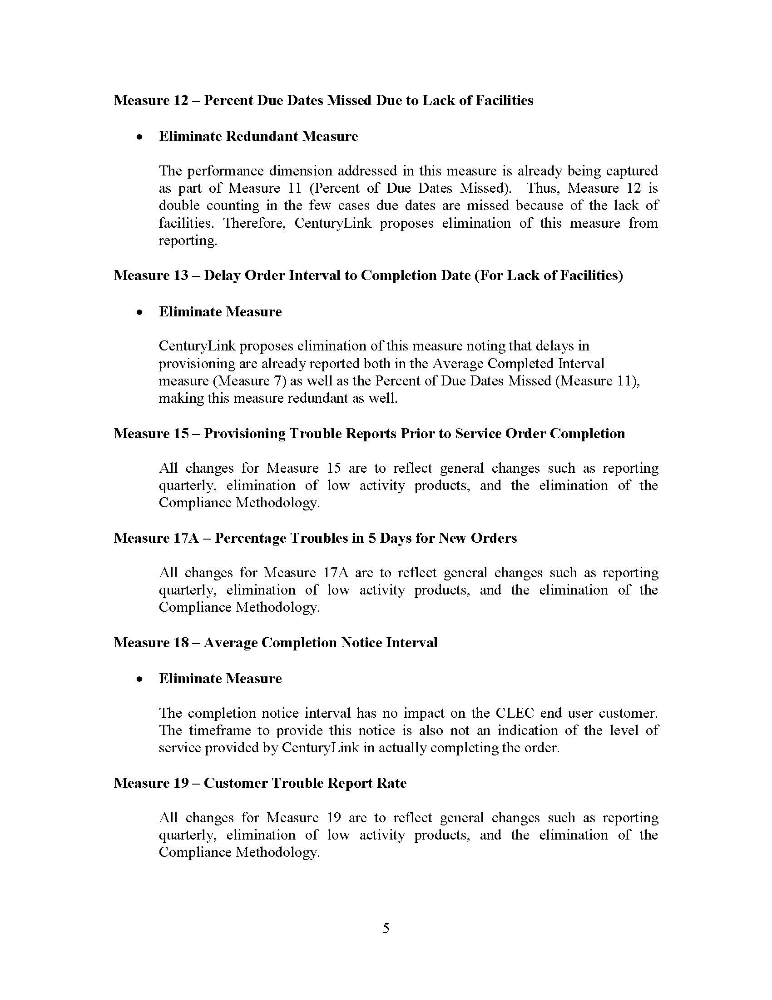 Measure 12 – Percent Due Dates Missed Due to Lack of Facilities
• Eliminate Redundant Measure
The performance dimension addressed in this measure is already being captured
as part of Measure 11 (Percent of Due Dates Missed). Thus, Measure 12 is
double counting in the few cases due dates are missed because of the lack of
facilities. Therefore, CenturyLink proposes elimination of this measure from
reporting.
Measure 13 – Delay Order Interval to Completion Date (For Lack of Facilities)
• Eliminate Measure
CenturyLink proposes elimination of this measure noting that delays in
provisioning are already reported both in the Average Completed Interval
measure (Measure 7) as well as the Percent of Due Dates Missed (Measure 11),
making this measure redundant as well.
Measure 15 – Provisioning Trouble Reports Prior to Service Order Completion
All changes for Measure 15 are to reflect general changes such as reporting
quarterly, elimination of low activity products, and the elimination of the
Compliance Methodology.
Measure 17A – Percentage Troubles in 5 Days for New Orders
All changes for Measure 17A are to reflect general changes such as reporting
quarterly, elimination of low activity products, and the elimination of the
Compliance Methodology.
Measure 18 – Average Completion Notice Interval
• Eliminate Measure
The completion notice interval has no impact on the CLEC end user customer.
The timeframe to provide this notice is also not an indication of the level of
service provided by CenturyLink in actually completing the order.
Measure 19 – Customer Trouble Report Rate
All changes for Measure 19 are to reflect general changes such as reporting
quarterly, elimination of low activity products, and the elimination of the
Compliance Methodology.
5